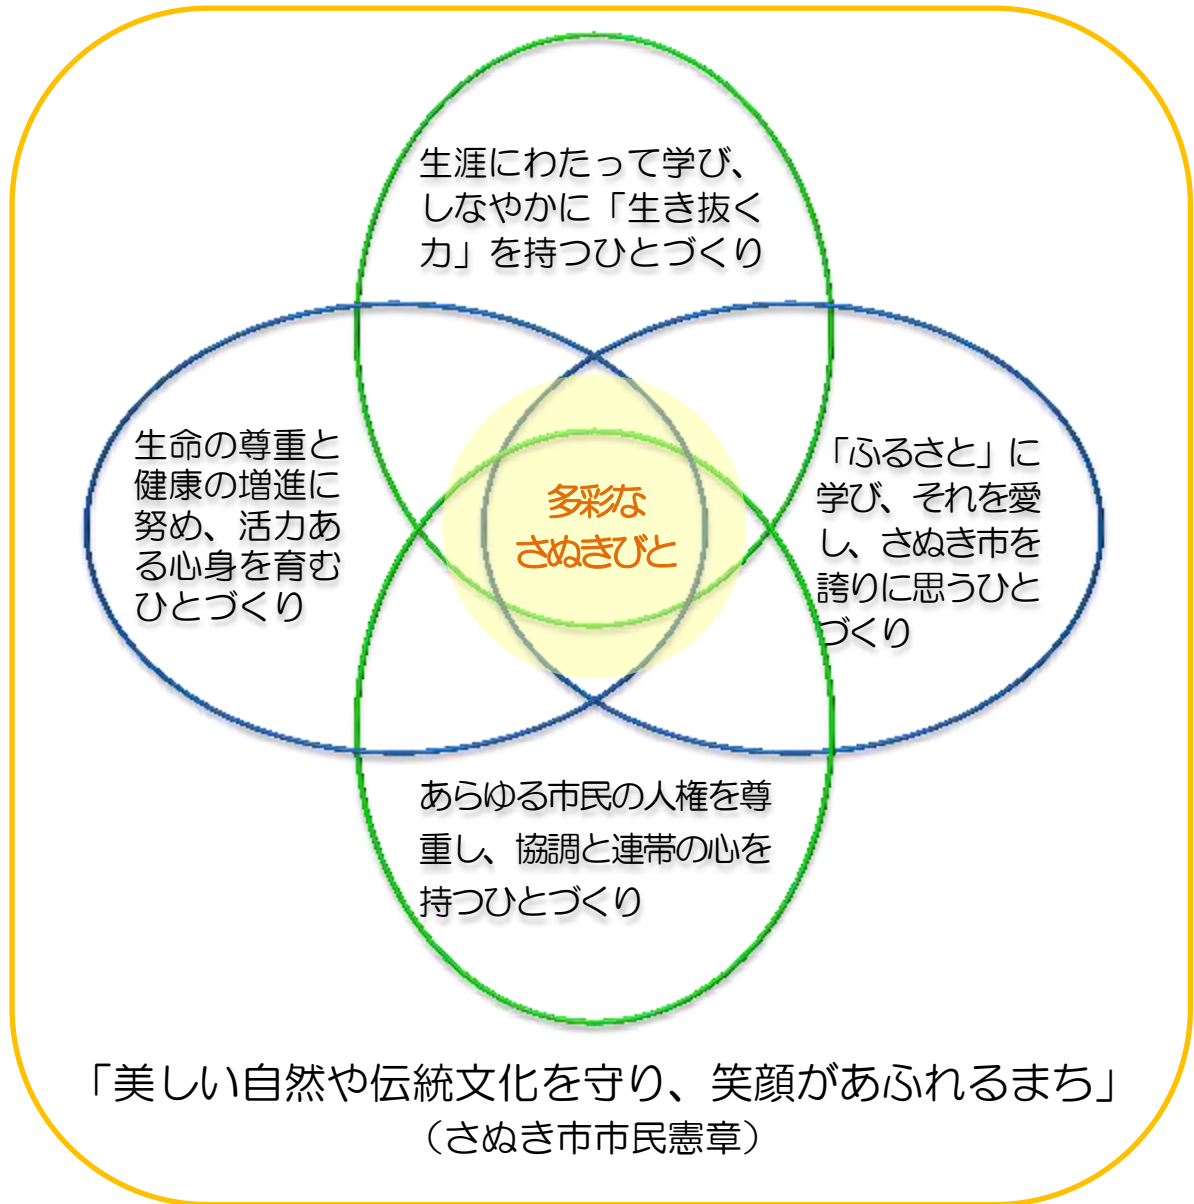 生涯にわたって学び、
しなやかに「生き抜く
力」を持つひとづくり
生命の尊重と
健康の増進に
努め、活力あ
る心身を育む
ひとづくり
多彩な
さぬきびと
「ふるさと」に
学び、それを愛
し、さぬき市を
誇りに思うひと
づくり
あらゆる市民の人権を尊
重し、協調と連帯の心を
持つひとづくり
「美しい自然や伝統文化を守り、笑顔があふれるまち」
（さぬき市市民憲章）